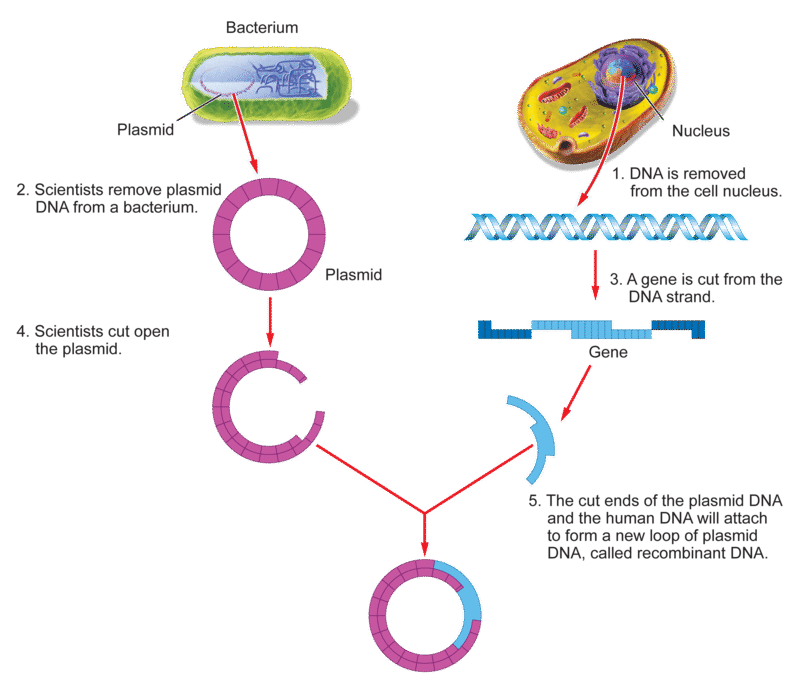 Bacterium
Plasmid
Nucleus
1. DNA is removed
from the cell nucleus.
2. Scientists remove plasmid
DNA from a bacterium.
Plasmid
3. A gene is cut from the
DNA strand.
4. Scientists cut open
the plasmid.
Gene
5. The cut ends of the plasmid DNA
and the human DNA will attach
to form a new loop of plasmid
DNA, called recombinant DNA.